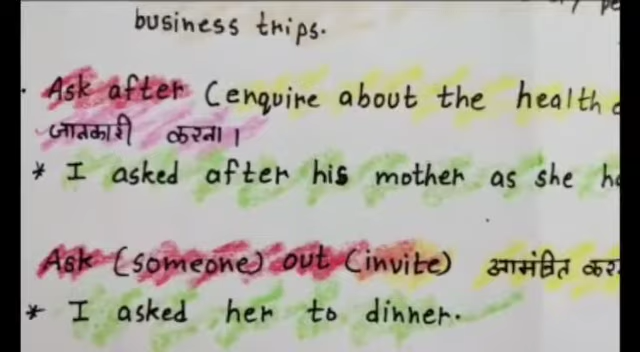 business trips.
Ask after (enquire about the health
जानकारी करना।
* I asked after his mother as she
Ask (someone) out (invite) आमंत्रित
* I asked her to dinner.